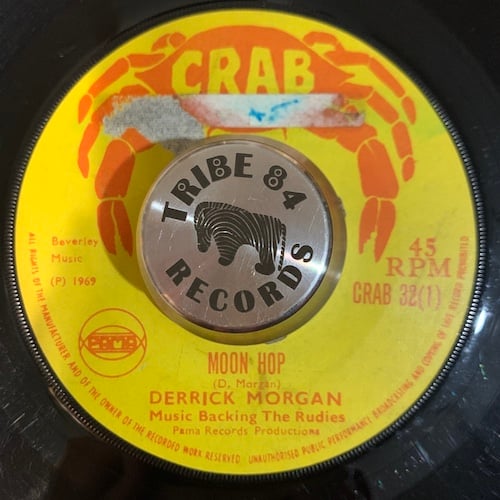 CRAB
TRIBE 84
RECORDS
Beverley
Music
(P) 1969
45
RPM
CRAB 32(1)
PAMA
MOON HOP
(D. Morgan)
DERRICK MORGAN
Music Backing The Rudies
Pama Records Productions
ALL RIGHTS OF THE MANUFACTURER AND OF THE OWNER OF THE RECORDED WORK RESERVED · UNAUTHORISED PUBLIC PERFORMANCE BROADCASTING AND COPYING OF THIS RECORD PROHIBITED